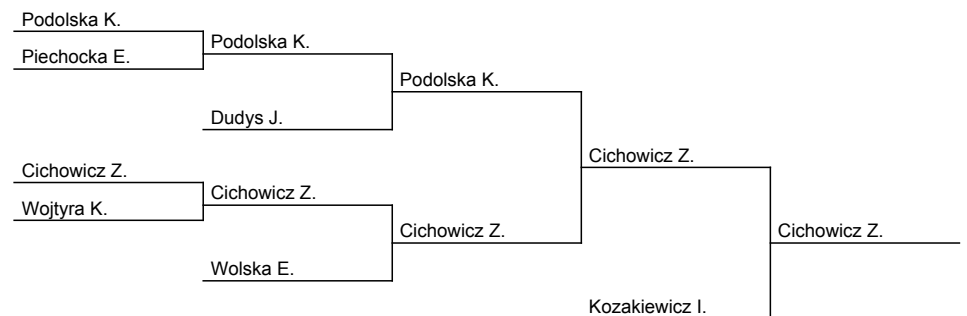 Podolska K.
Piechocka E.
Podolska K.
Podolska K.
Dudys J.
Cichowicz Z.
Cichowicz Z.
Wojtyra K.
Cichowicz Z.
Cichowicz Z.
Cichowicz Z.
Wolska E.
Kozakiewicz I.